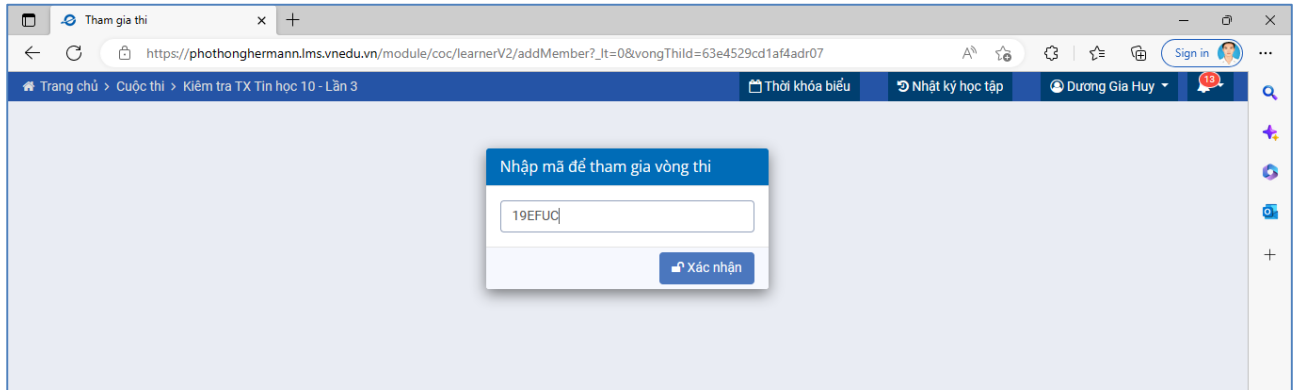 Tham gia thi
https://phothonghermann.lms.vnedu.vn/module/coc/learnerV2/addMember?_lt=0&vongThiId=63e4529cd1af4adr07
Sign in
Trang chủ > Cuộc thi > Kiêm tra TX Tin học 10 - Lần 3
Thời khóa biểu
Nhật ký học tập
Dương Gia Huy
13
Nhập mã để tham gia vòng thi
19EFUC
Xác nhận